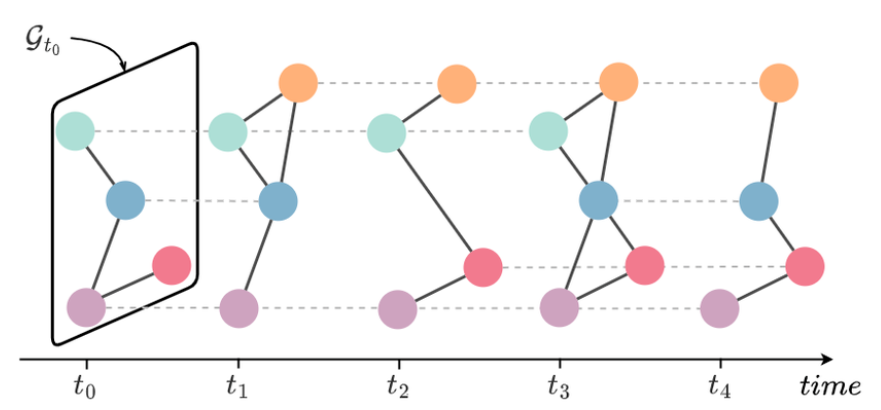 𝒢ₜ₀
t₀ t₁ t₂ t₃ t₄ time